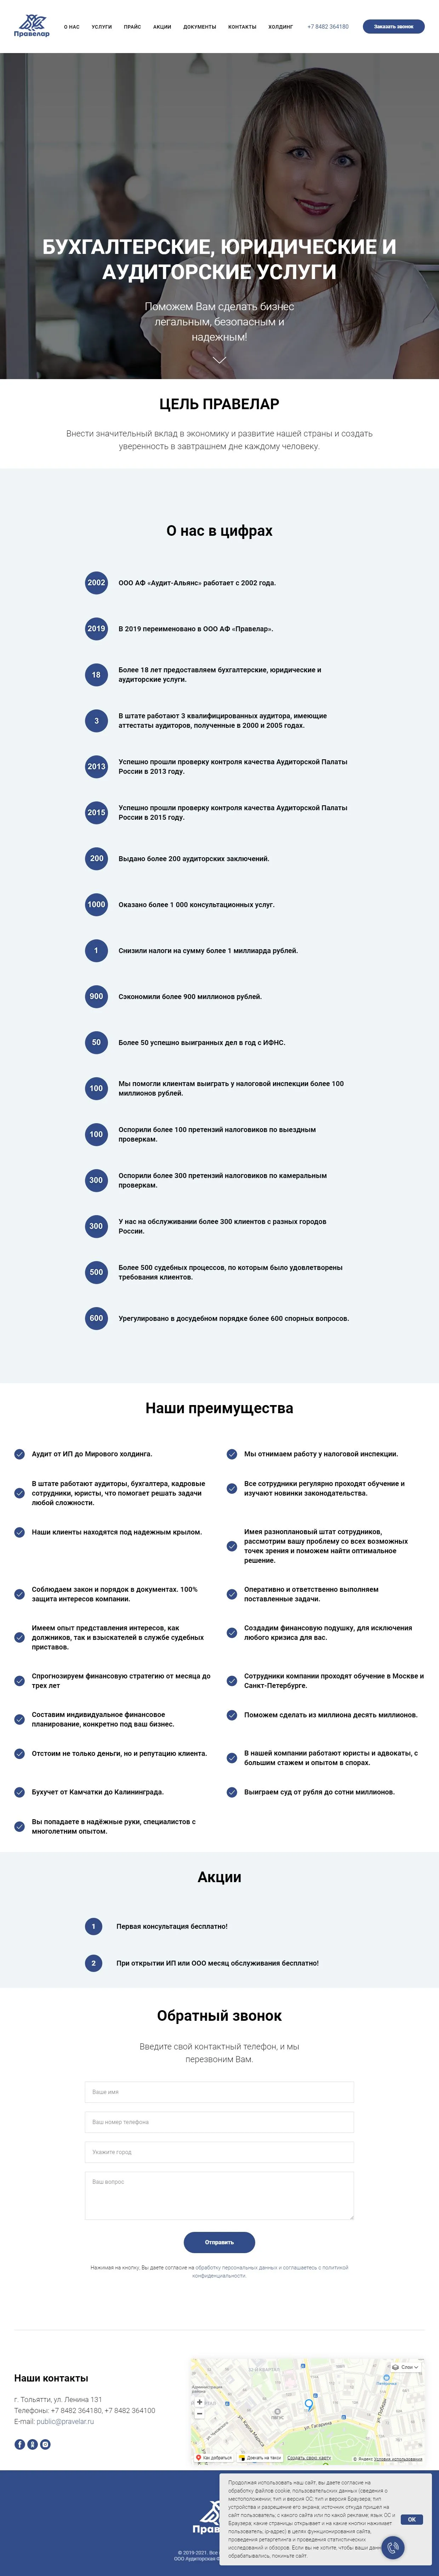 Правелар
О НАС
УСЛУГИ
ПРАЙС
АКЦИИ
ДОКУМЕНТЫ
КОНТАКТЫ
ХОЛДИНГ
+7 8482 364180
Заказать звонок
БУХГАЛТЕРСКИЕ, ЮРИДИЧЕСКИЕ И
АУДИТОРСКИЕ УСЛУГИ
Поможем Вам сделать бизнес
легальным, безопасным и
надежным!
ЦЕЛЬ ПРАВЕЛАР
Внести значительный вклад в экономику и развитие нашей страны и создать
уверенность в завтрашнем дне каждому человеку.
О нас в цифрах
2002
ООО АФ «Аудит-Альянс» работает с 2002 года.
2019
В 2019 переименовано в ООО АФ «Правелар».
18
Более 18 лет предоставляем бухгалтерские, юридические и
аудиторские услуги.
3
В штате работают 3 квалифицированных аудитора, имеющие
аттестаты аудиторов, полученные в 2000 и 2005 годах.
2013
Успешно прошли проверку контроля качества Аудиторской Палаты
России в 2013 году.
2015
Успешно прошли проверку контроля качества Аудиторской Палаты
России в 2015 году.
200
Выдано более 200 аудиторских заключений.
1000
Оказано более 1 000 консультационных услуг.
1
Снизили налоги на сумму более 1 миллиарда рублей.
900
Сэкономили более 900 миллионов рублей.
50
Более 50 успешно выигранных дел в год с ИФНС.
100
Мы помогли клиентам выиграть у налоговой инспекции более 100
миллионов рублей.
100
Оспорили более 100 претензий налоговиков по выездным
проверкам.
300
Оспорили более 300 претензий налоговиков по камеральным
проверкам.
300
У нас на обслуживании более 300 клиентов с разных городов
России.
500
Более 500 судебных процессов, по которым было удовлетворены
требования клиентов.
600
Урегулировано в досудебном порядке более 600 спорных вопросов.
Наши преимущества
Аудит от ИП до Мирового холдинга.
Мы отнимаем работу у налоговой инспекции.
В штате работают аудиторы, бухгалтера, кадровые
сотрудники, юристы, что помогает решать задачи
любой сложности.
Все сотрудники регулярно проходят обучение и
изучают новинки законодательства.
Наши клиенты находятся под надежным крылом.
Имея разноплановый штат сотрудников,
рассмотрим вашу проблему со всех возможных
точек зрения и поможем найти оптимальное
решение.
Соблюдаем закон и порядок в документах. 100%
защита интересов компании.
Оперативно и ответственно выполняем
поставленные задачи.
Имеем опыт представления интересов, как
должников, так и взыскателей в службе судебных
приставов.
Создадим финансовую подушку, для исключения
любого кризиса для вас.
Спрогнозируем финансовую стратегию от месяца до
трех лет
Сотрудники компании проходят обучение в Москве и
Санкт-Петербурге.
Составим индивидуальное финансовое
планирование, конкретно под ваш бизнес.
Поможем сделать из миллиона десять миллионов.
Отстоим не только деньги, но и репутацию клиента.
В нашей компании работают юристы и адвокаты, с
большим стажем и опытом в спорах.
Бухучет от Камчатки до Калининграда.
Выиграем суд от рубля до сотни миллионов.
Вы попадаете в надёжные руки, специалистов с
многолетним опытом.
Акции
1
Первая консультация бесплатно!
2
При открытии ИП или ООО месяц обслуживания бесплатно!
Обратный звонок
Введите свой контактный телефон, и мы
перезвоним Вам.
Ваше имя
Ваш номер телефона
Укажите город
Ваш вопрос
Отправить
Нажимая на кнопку, Вы даете согласие на обработку персональных данных и соглашаетесь с политикой
конфиденциальности.
Наши контакты
г. Тольятти, ул. Ленина 131
Телефоны: +7 8482 364180, +7 8482 364100
E-mail: public@pravelar.ru
Слои
ул. Карла Маркса
ул. Гагарина
Как добраться
Доехать на такси
Создать свою карту
© Яндекс Условия использования
Продолжая использовать наш сайт, вы даете согласие на
обработку файлов cookie, пользовательских данных (сведения о
местоположении; тип и версия ОС; тип и версия Браузера; тип
устройства и разрешение его экрана; источник откуда пришел на
сайт пользователь; с какого сайта или по какой рекламе; язык ОС и
Браузера; какие страницы открывает и на какие кнопки нажимает
пользователь; ip-адрес) в целях функционирования сайта,
проведения ретаргетинга и проведения статистических
исследований и обзоров. Если вы не хотите, чтобы ваши данные
обрабатывались, покиньте сайт.
OK
© 2019-2021. Все
ООО Аудиторская